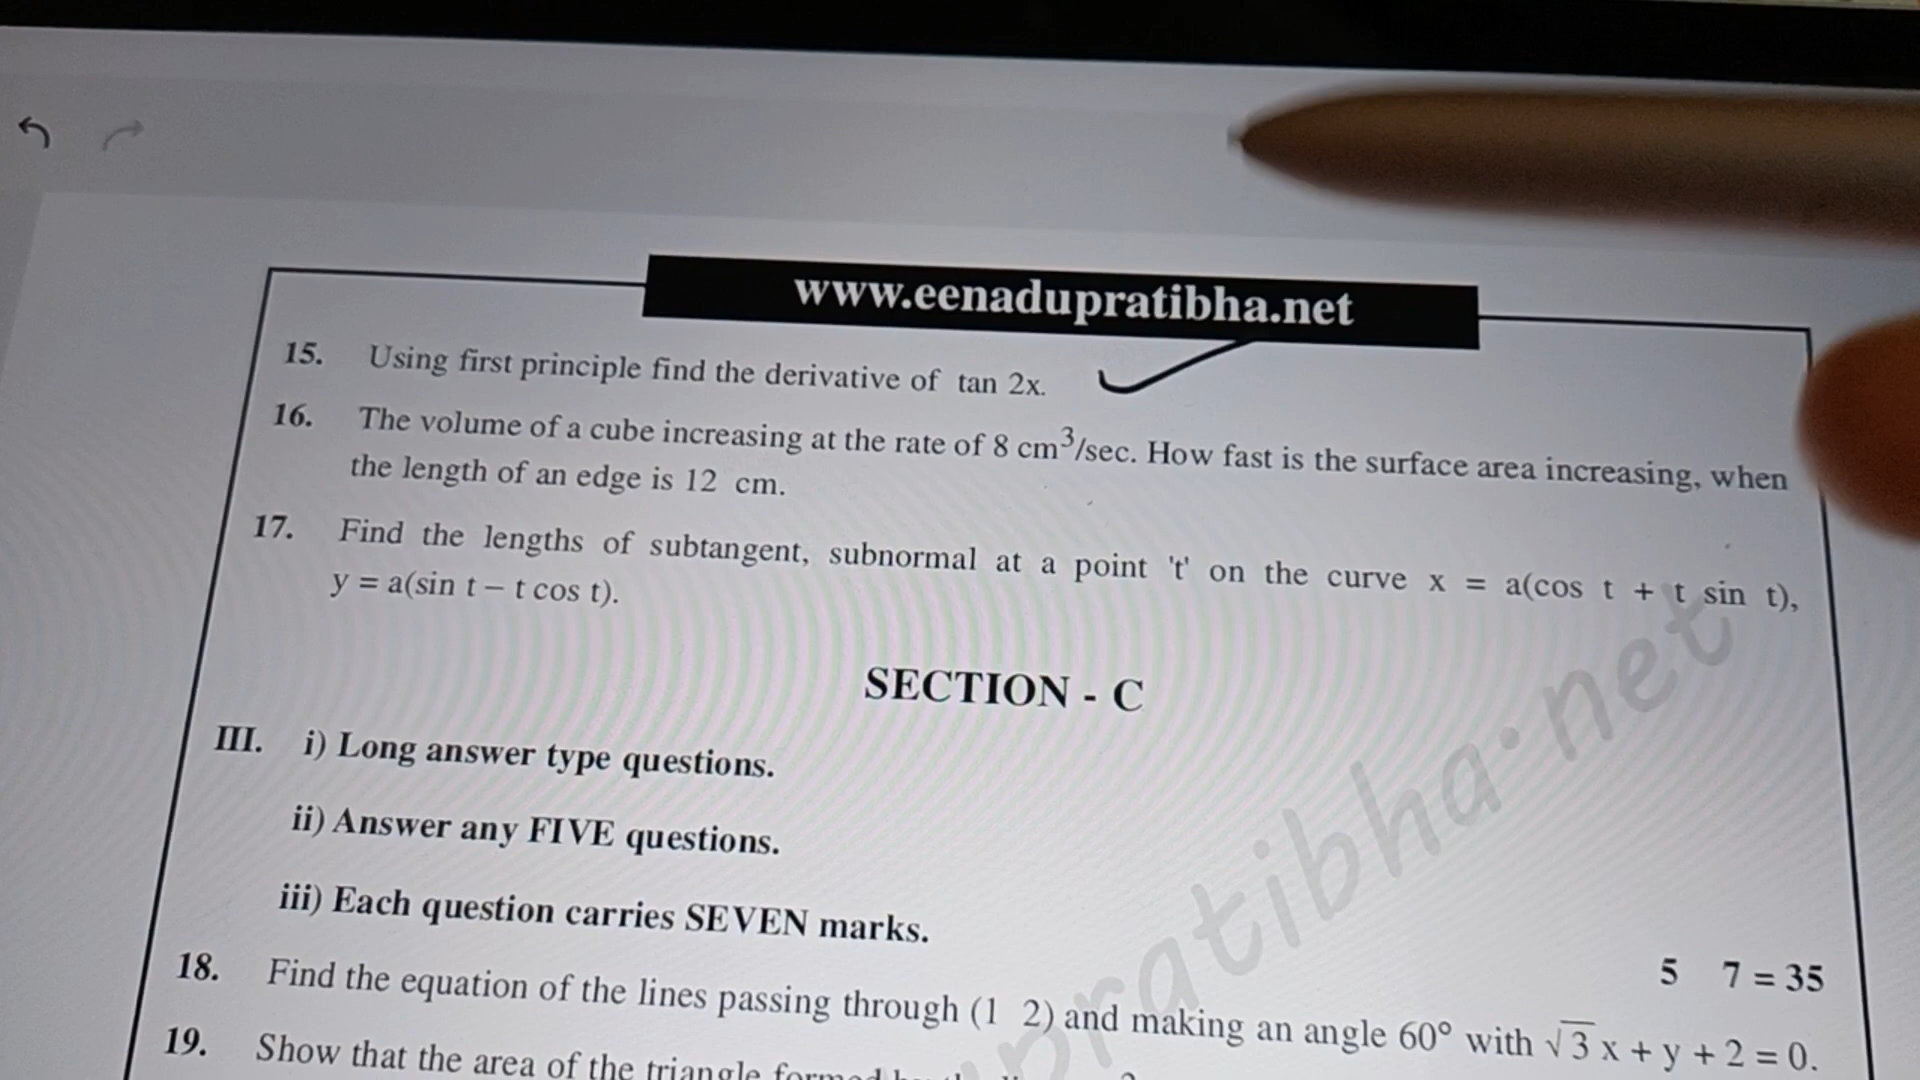 www.eenadupratibha.net
15. Using first principle find the derivative of tan 2x.
16. The volume of a cube increasing at the rate of 8 cm³/sec. How fast is the surface area increasing, when
the length of an edge is 12 cm.
17. Find the lengths of subtangent, subnormal at a point 't' on the curve x = a(cos t + t sin t),
y = a(sin t – t cos t).
SECTION - C
III. i) Long answer type questions.
ii) Answer any FIVE questions.
iii) Each question carries SEVEN marks.
5 7 = 35
18. Find the equation of the lines passing through (1 2) and making an angle 60° with √3 x + y + 2 = 0.
19. Show that the area of the triangle formed
pratibha.net